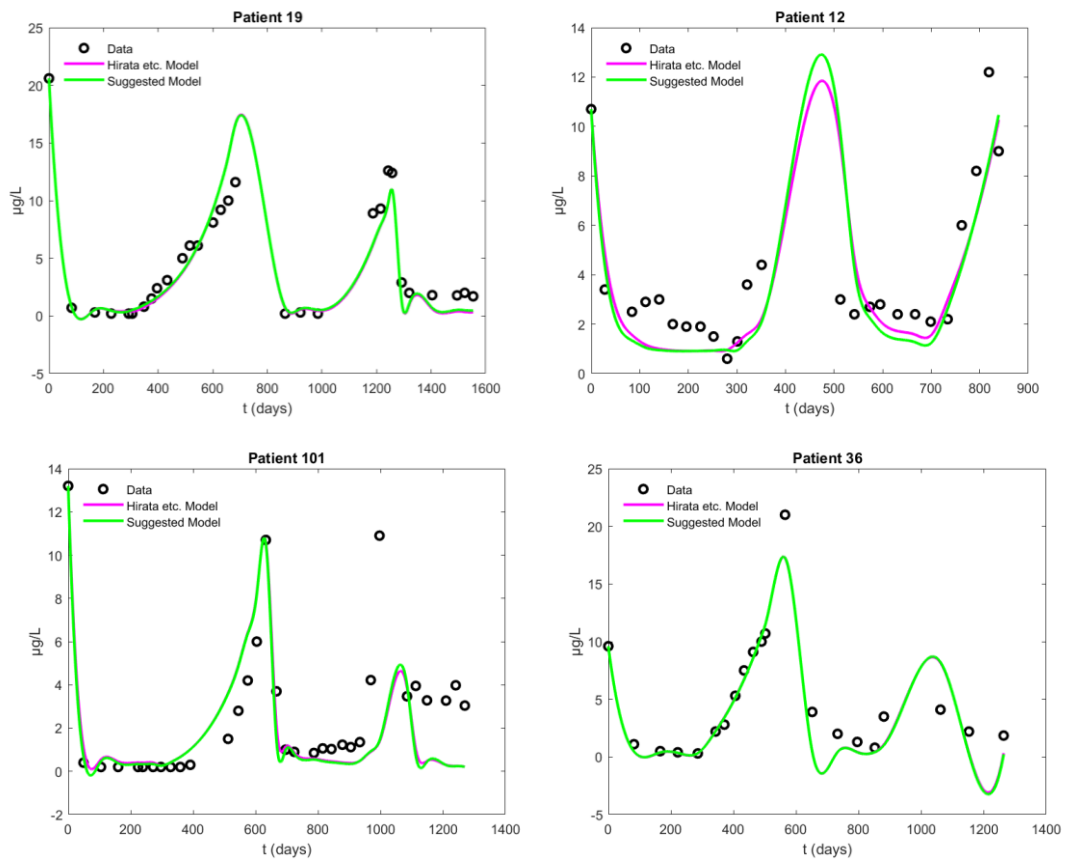 Patient 19
25
20
15
10
5
0
-5
µg/L
Data
Hirata etc. Model
Suggested Model
0 200 400 600 800 1000 1200 1400 1600
t (days)
Patient 12
14
12
10
8
6
4
2
0
µg/L
Data
Hirata etc. Model
Suggested Model
0 100 200 300 400 500 600 700 800 900
t (days)
Patient 101
14
12
10
8
6
4
2
0
-2
µg/L
Data
Hirata etc. Model
Suggested Model
0 200 400 600 800 1000 1200 1400
t (days)
Patient 36
25
20
15
10
5
0
-5
µg/L
Data
Hirata etc. Model
Suggested Model
0 200 400 600 800 1000 1200 1400
t (days)